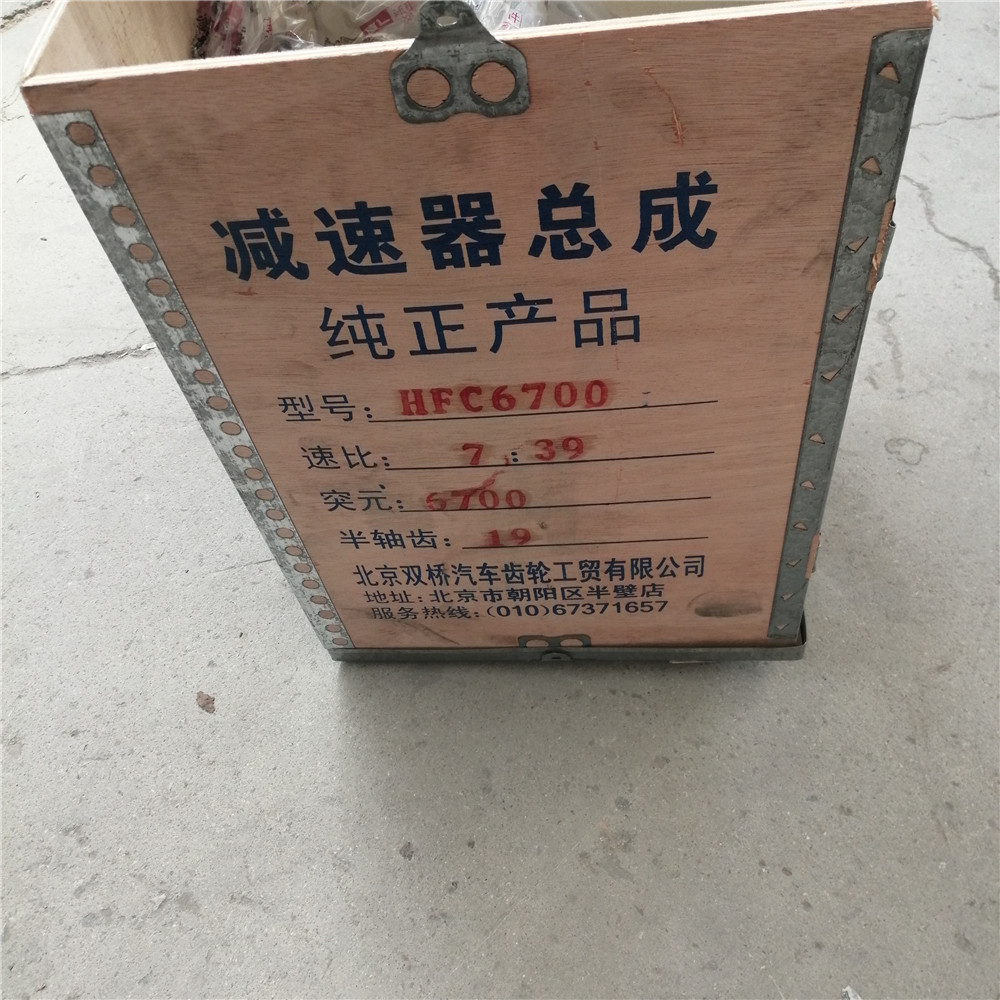 减速器总成
纯正产品
型号：HFC6700
速比：7:39
突元：6700
半轴齿：19
北京双桥汽车齿轮工贸有限公司
地址：北京市朝阳区半壁店
服务热线：(010)67371657